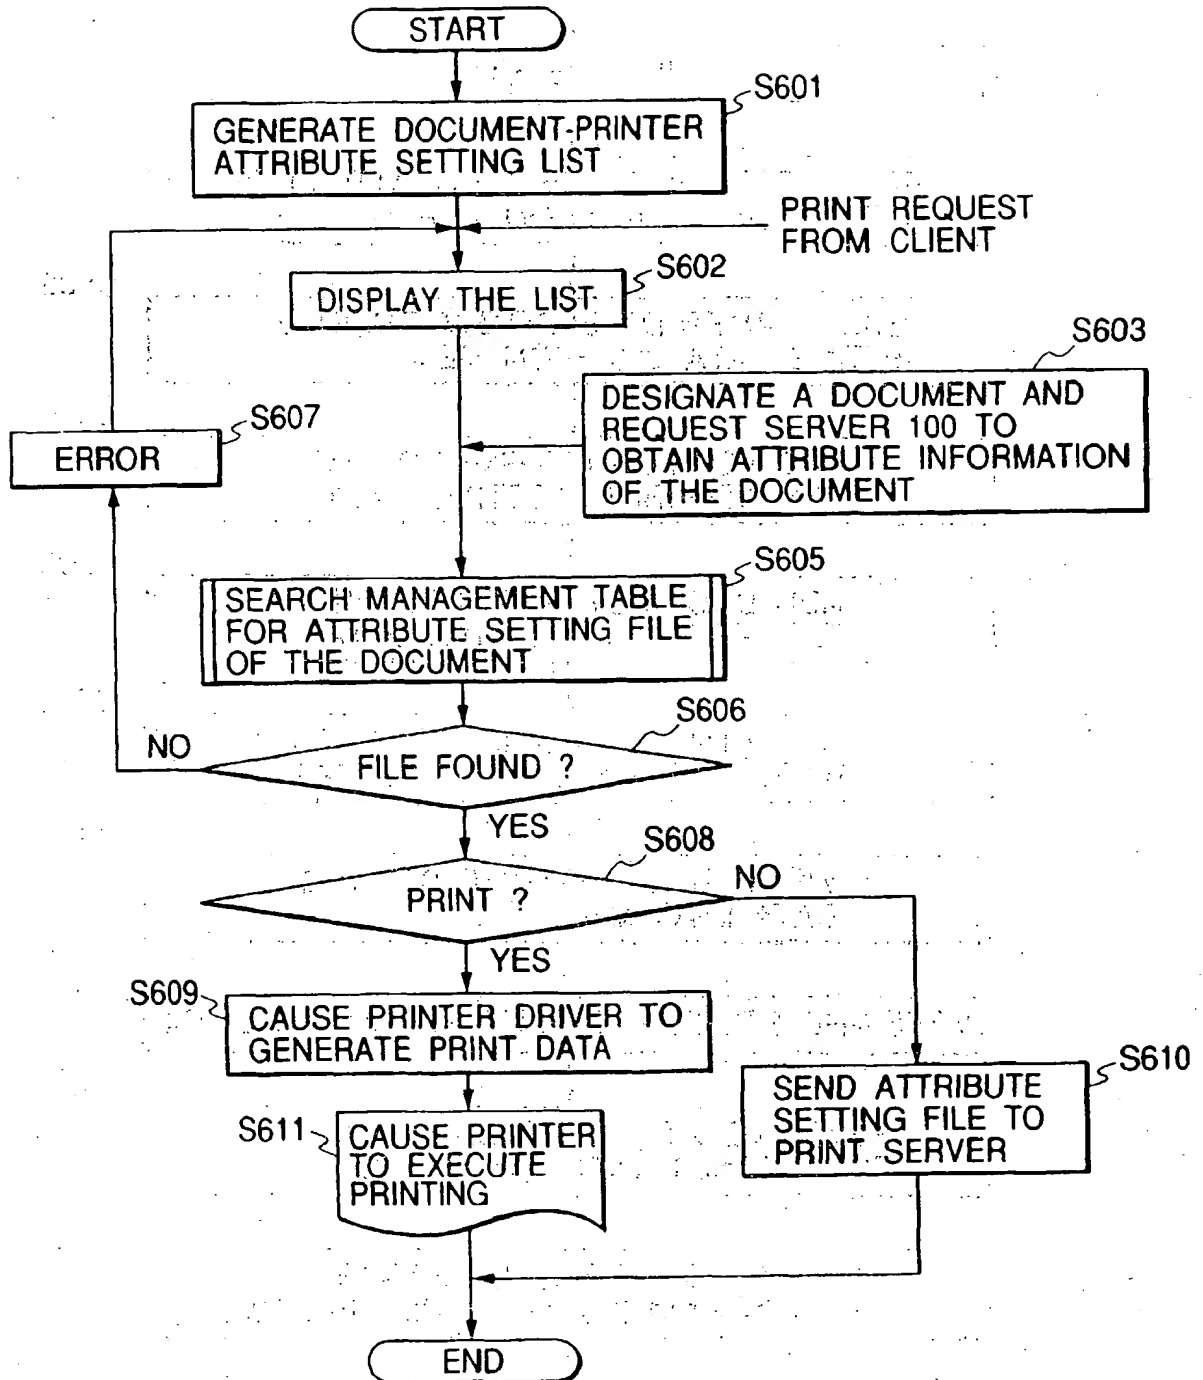 START
S601
GENERATE DOCUMENT-PRINTER
ATTRIBUTE SETTING LIST
PRINT REQUEST
FROM CLIENT
S602
DISPLAY THE LIST
S603
DESIGNATE A DOCUMENT AND
REQUEST SERVER 100 TO
OBTAIN ATTRIBUTE INFORMATION
OF THE DOCUMENT
S607
ERROR
S605
SEARCH MANAGEMENT TABLE
FOR ATTRIBUTE SETTING FILE
OF THE DOCUMENT
S606
NO
FILE FOUND ?
YES
S608
NO
PRINT ?
YES
S609
CAUSE PRINTER DRIVER TO
GENERATE PRINT DATA
S610
SEND ATTRIBUTE
SETTING FILE TO
PRINT SERVER
S611
CAUSE PRINTER
TO EXECUTE
PRINTING
END